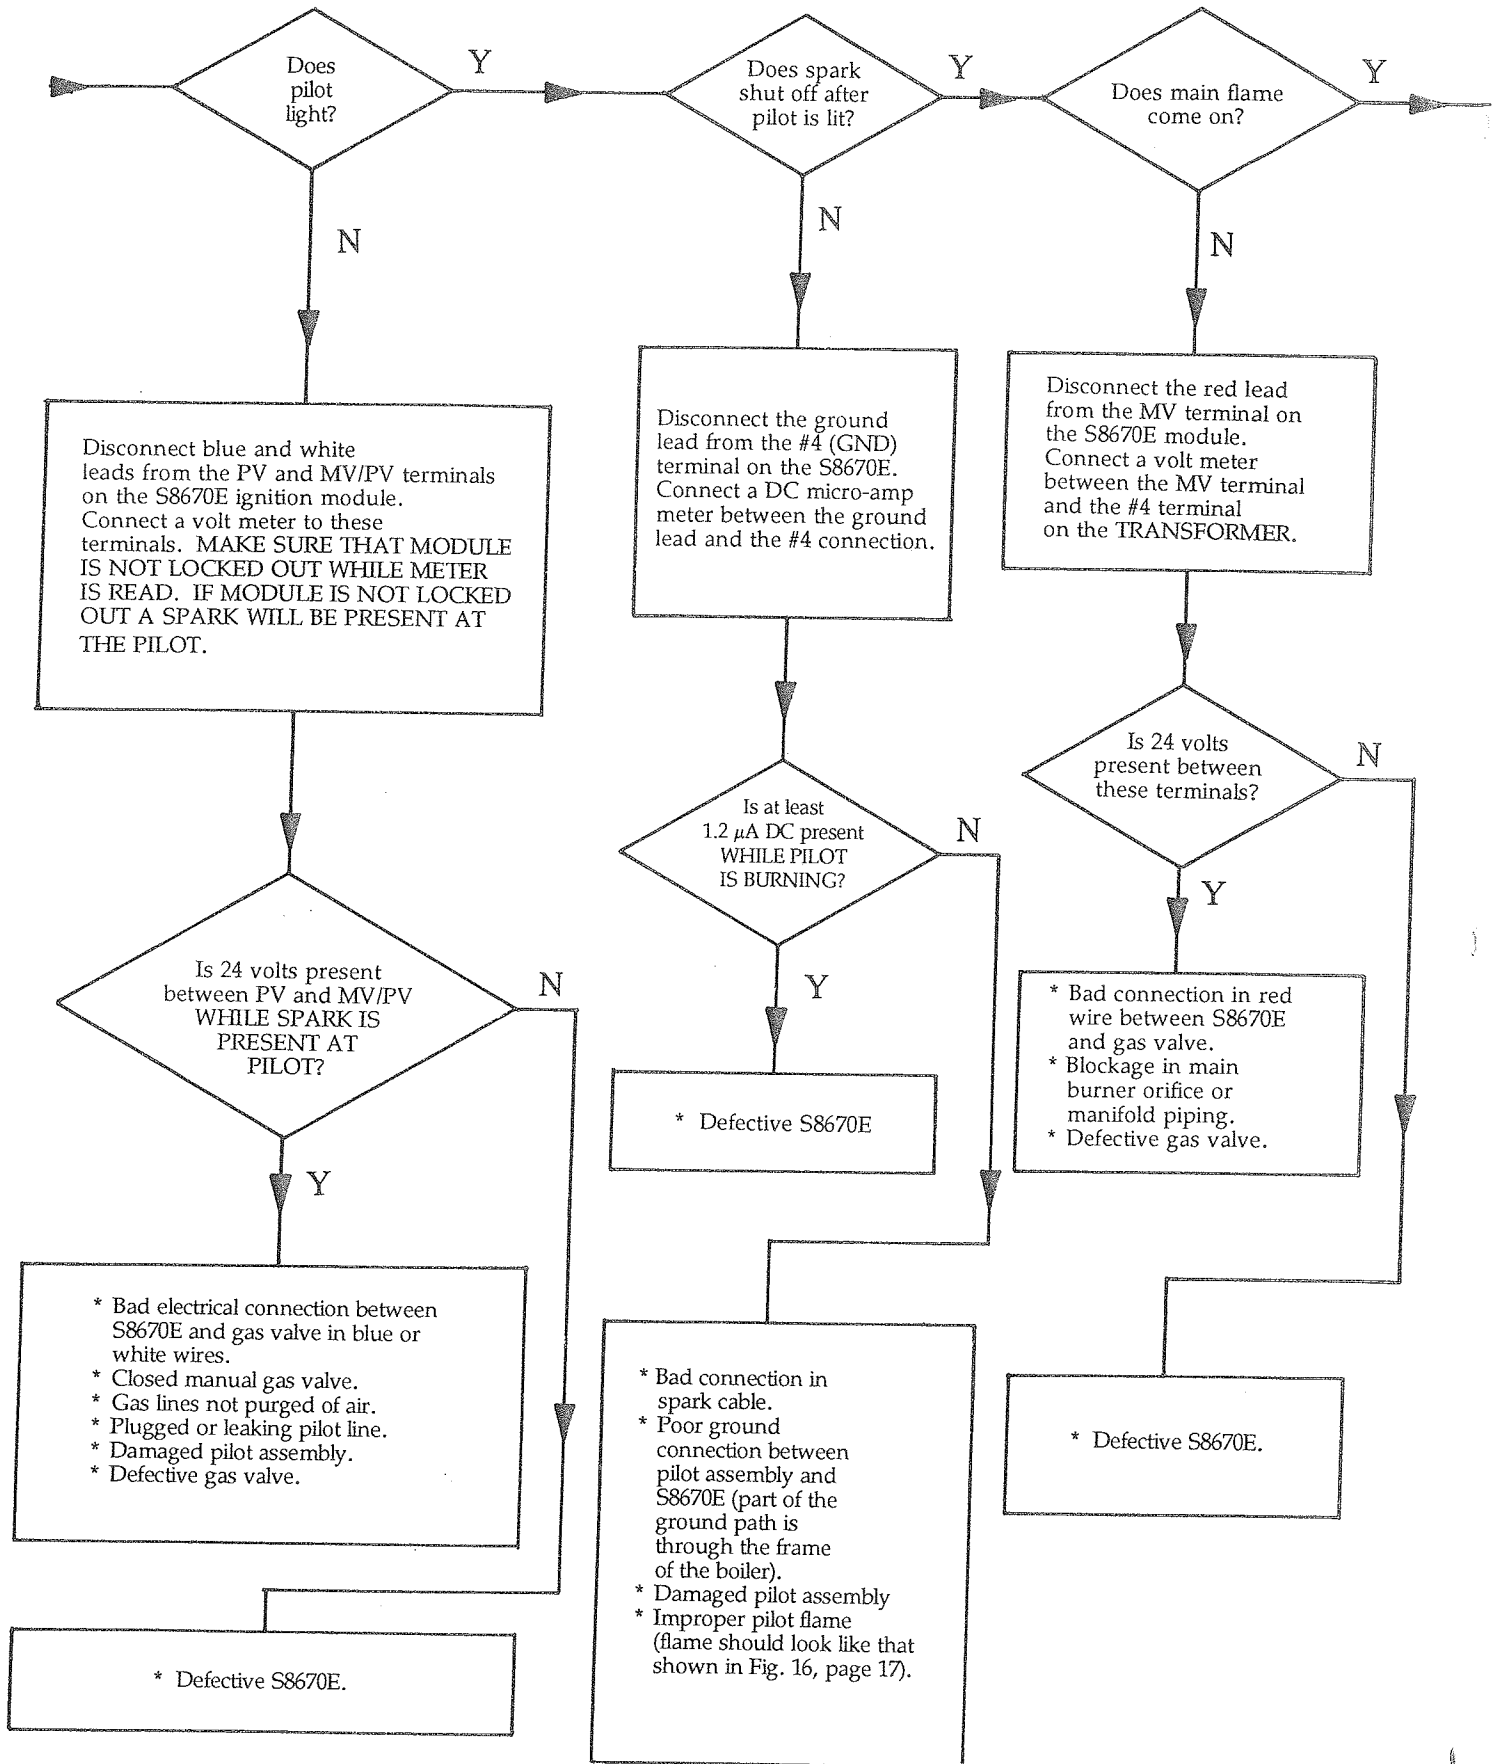 Does
pilot
light?
Y
N
Does spark
shut off after
pilot is lit?
Y
N
Does main flame
come on?
Y
N
Disconnect blue and white
leads from the PV and MV/PV terminals
on the S8670E ignition module.
Connect a volt meter to these
terminals. MAKE SURE THAT MODULE
IS NOT LOCKED OUT WHILE METER
IS READ. IF MODULE IS NOT LOCKED
OUT A SPARK WILL BE PRESENT AT
THE PILOT.
Is 24 volts present
between PV and MV/PV
WHILE SPARK IS
PRESENT AT
PILOT?
N
Y
* Bad electrical connection between
S8670E and gas valve in blue or
white wires.
* Closed manual gas valve.
* Gas lines not purged of air.
* Plugged or leaking pilot line.
* Damaged pilot assembly.
* Defective gas valve.
* Defective S8670E.
Disconnect the ground
lead from the #4 (GND)
terminal on the S8670E.
Connect a DC micro-amp
meter between the ground
lead and the #4 connection.
Is at least
1.2 μA DC present
WHILE PILOT
IS BURNING?
N
Y
* Defective S8670E
* Bad connection in
spark cable.
* Poor ground
connection between
pilot assembly and
S8670E (part of the
ground path is
through the frame
of the boiler).
* Damaged pilot assembly
* Improper pilot flame
(flame should look like that
shown in Fig. 16, page 17).
Disconnect the red lead
from the MV terminal on
the S8670E module.
Connect a volt meter
between the MV terminal
and the #4 terminal
on the TRANSFORMER.
Is 24 volts
present between
these terminals?
N
Y
* Bad connection in red
wire between S8670E
and gas valve.
* Blockage in main
burner orifice or
manifold piping.
* Defective gas valve.
* Defective S8670E.